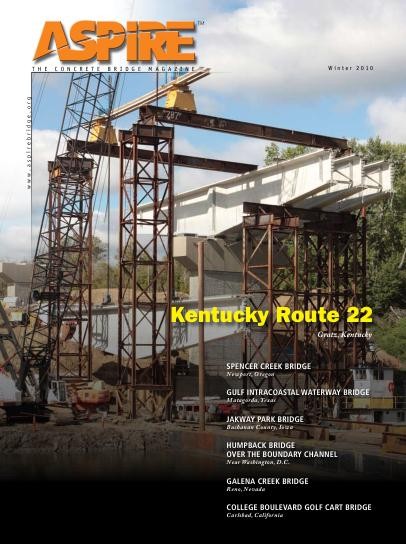 ASPIRE™
THE CONCRETE BRIDGE MAGAZINE
Winter 2010
www.aspirebridge.org
787
Kentucky Route 22
Gratz, Kentucky
SPENCER CREEK BRIDGE
Newport, Oregon
GULF INTRACOASTAL WATERWAY BRIDGE
Matagorda, Texas
JAKWAY PARK BRIDGE
Buchanan County, Iowa
HUMPBACK BRIDGE
OVER THE BOUNDARY CHANNEL
Near Washington, D.C.
GALENA CREEK BRIDGE
Reno, Nevada
COLLEGE BOULEVARD GOLF CART BRIDGE
Carlsbad, California